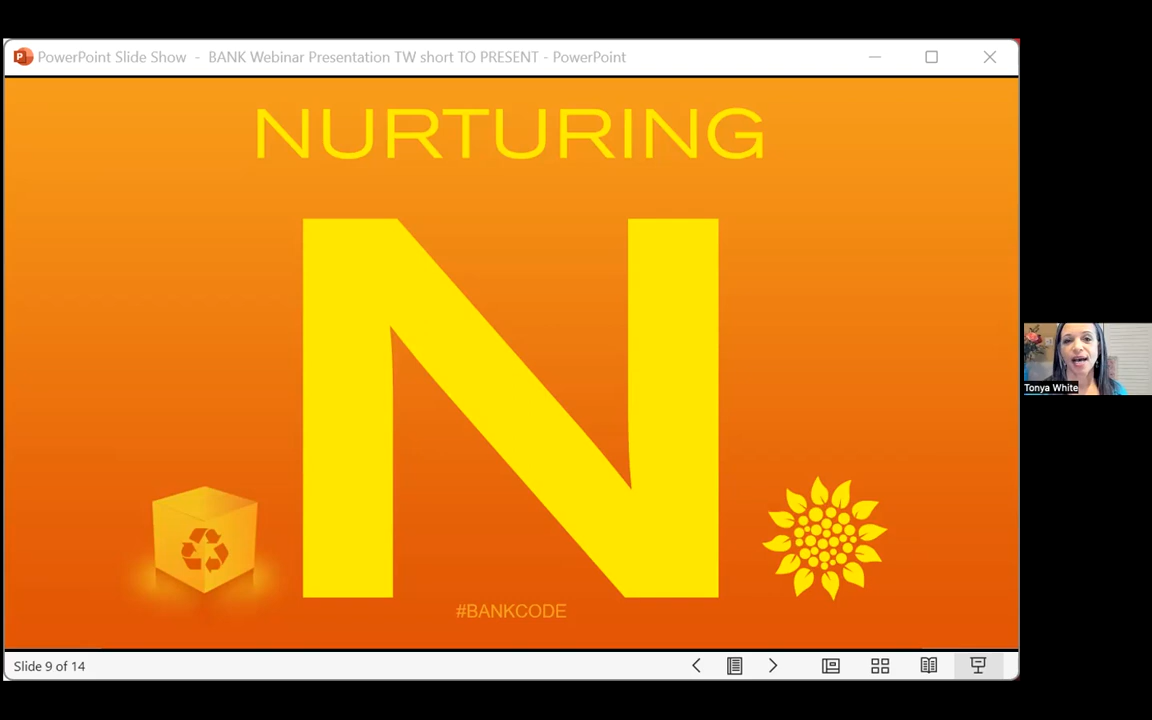 PowerPoint Slide Show - BANK Webinar Presentation TW short TO PRESENT - PowerPoint
NURTURING
N
#BANKCODE
Tonya White
Slide 9 of 14